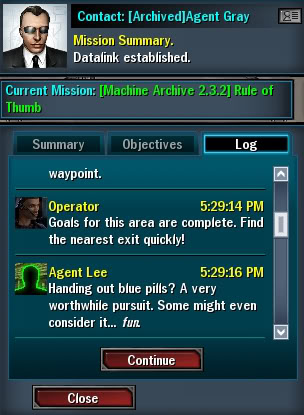 Contact: [Archived]Agent Gray
Mission Summary.
Datalink established.
Current Mission: [Machine Archive 2.3.2] Rule of
Thumb
Summary
Objectives
Log
waypoint.
Operator 5:29:14 PM
Goals for this area are complete. Find
the nearest exit quickly!
Agent Lee 5:29:16 PM
Handing out blue pills? A very
worthwhile pursuit. Some might even
consider it... fun.
Continue
Close